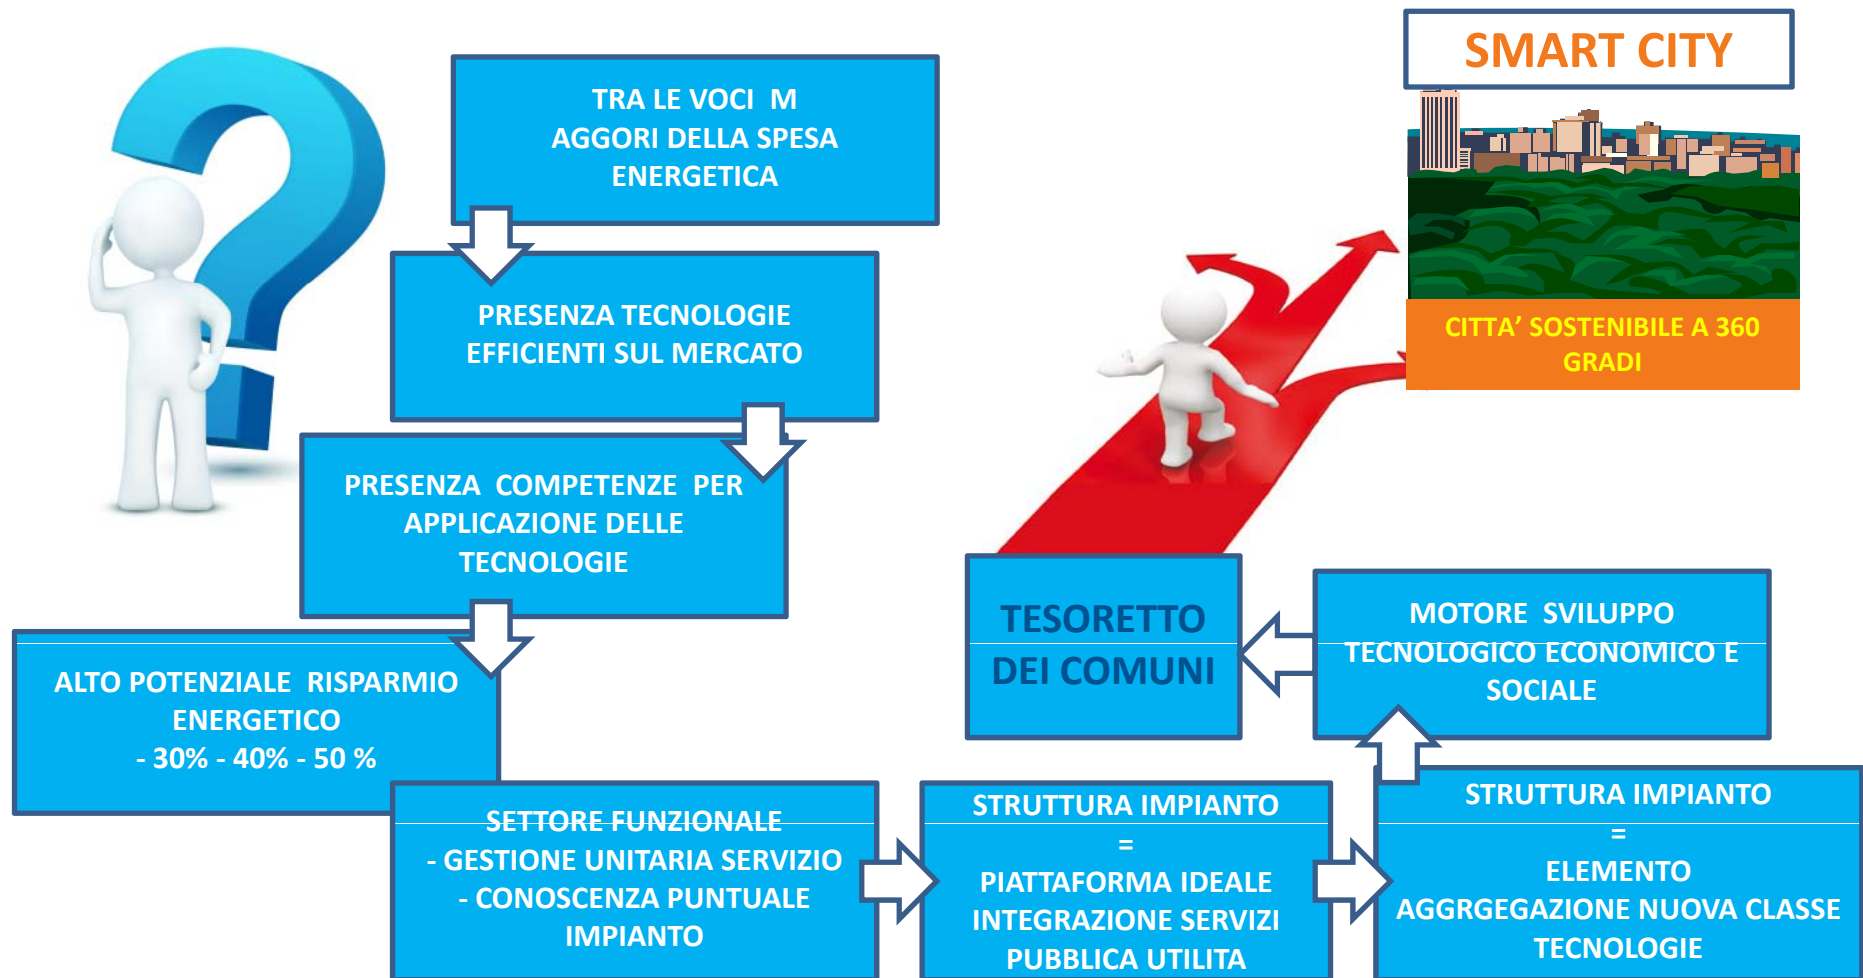 TRA LE VOCI M
AGGORI DELLA SPESA
ENERGETICA
PRESENZA TECNOLOGIE
EFFICIENTI SUL MERCATO
PRESENZA COMPETENZE PER
APPLICAZIONE DELLE
TECNOLOGIE
ALTO POTENZIALE RISPARMIO
ENERGETICO
- 30% - 40% - 50 %
SETTORE FUNZIONALE
- GESTIONE UNITARIA SERVIZIO
- CONOSCENZA PUNTUALE
IMPIANTO
STRUTTURA IMPIANTO
=
PIATTAFORMA IDEALE
INTEGRAZIONE SERVIZI
PUBBLICA UTILITA
STRUTTURA IMPIANTO
=
ELEMENTO
AGGRGEGAZIONE NUOVA CLASSE
TECNOLOGIE
MOTORE SVILUPPO
TECNOLOGICO ECONOMICO E
SOCIALE
TESORETTO
DEI COMUNI
SMART CITY
CITTA' SOSTENIBILE A 360
GRADI